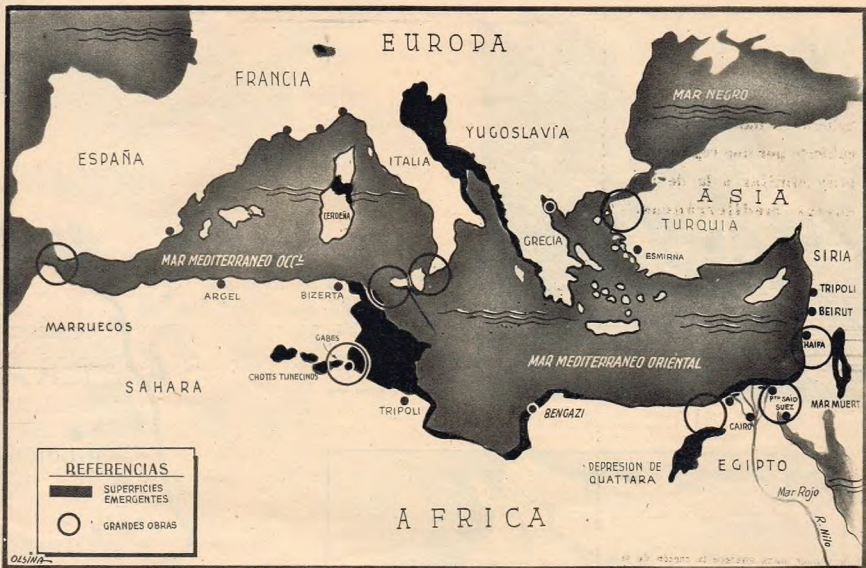 EUROPA
FRANCIA
MAR NEGRO
YUGOSLAVÍA
ESPAÑA
ITALIA
ASIA
CERDEÑA
TURQUIA
GRECIA
ESMIRNA
SIRIA
MAR MEDITERRANEO OCC.L
TRIPOLI
ARGEL
BIZERTA
BEIRUT
MARRUECOS
GABES
HAIFA
MAR MEDITERRANEO ORIENTAL
CHOTTS TUNECINOS
SAHARA
TRIPOLI
BENGAZI
PTO SAID
SUEZ
MAR MUERT
CAIRO
DEPRESION DE
QUATTARA
EGIPTO
Mar Rojo
R. Nilo
AFRICA
REFERENCIAS
SUPERFICIES
EMERGENTES
GRANDES OBRAS
OLSINA